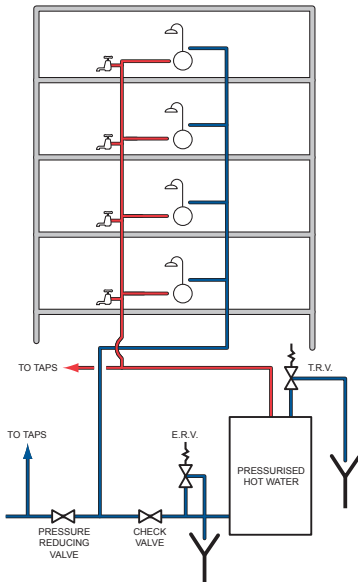 TO TAPS
T.R.V.
TO TAPS
E.R.V.
PRESSURISED
HOT WATER
PRESSURE
REDUCING
VALVE
CHECK
VALVE